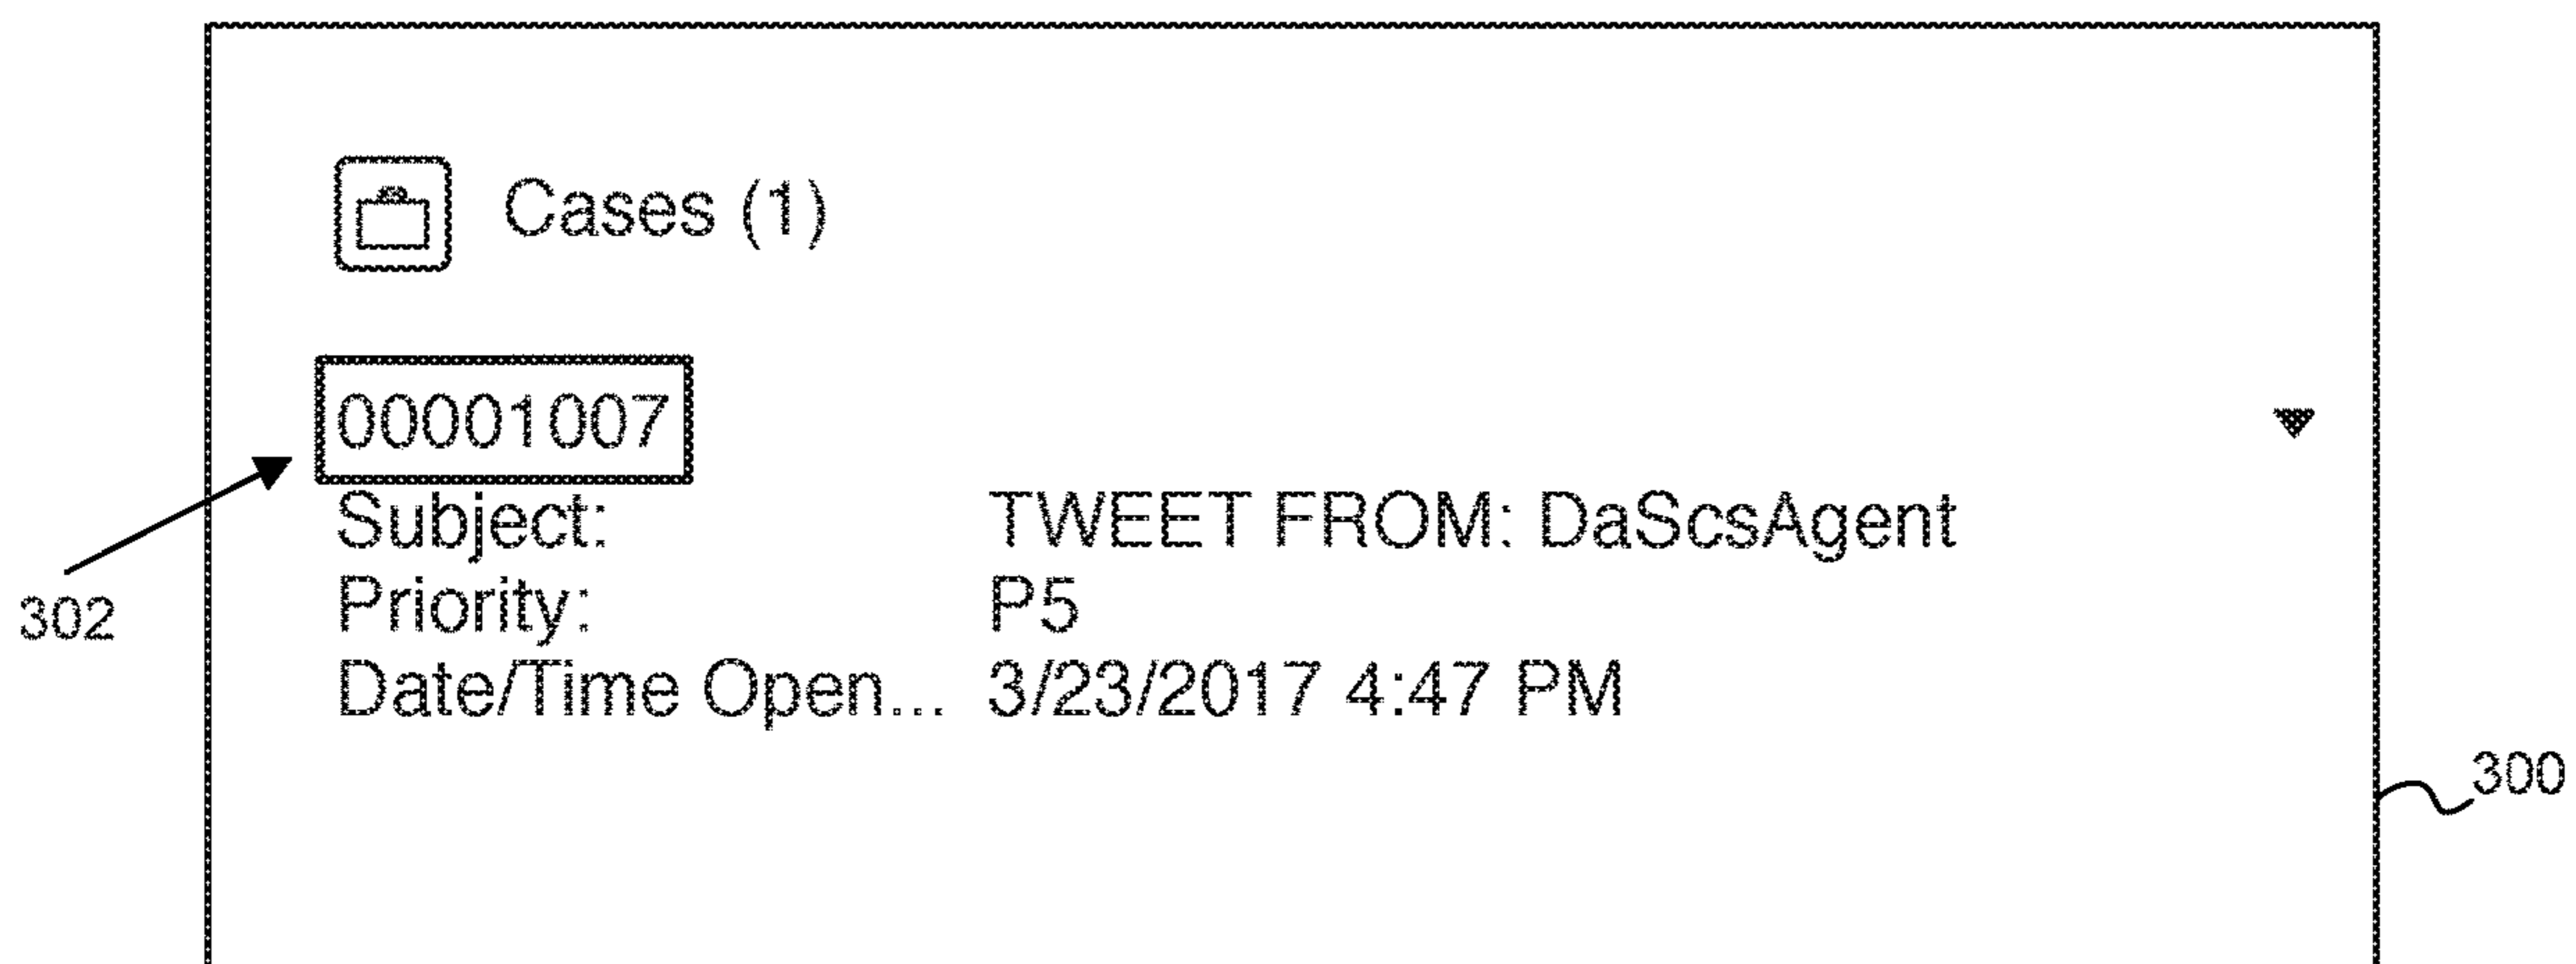 Cases (1)
00001007
Subject: TWEET FROM: DaScsAgent
302
Priority: P5
Date/Time Open... 3/23/2017 4:47 PM
300